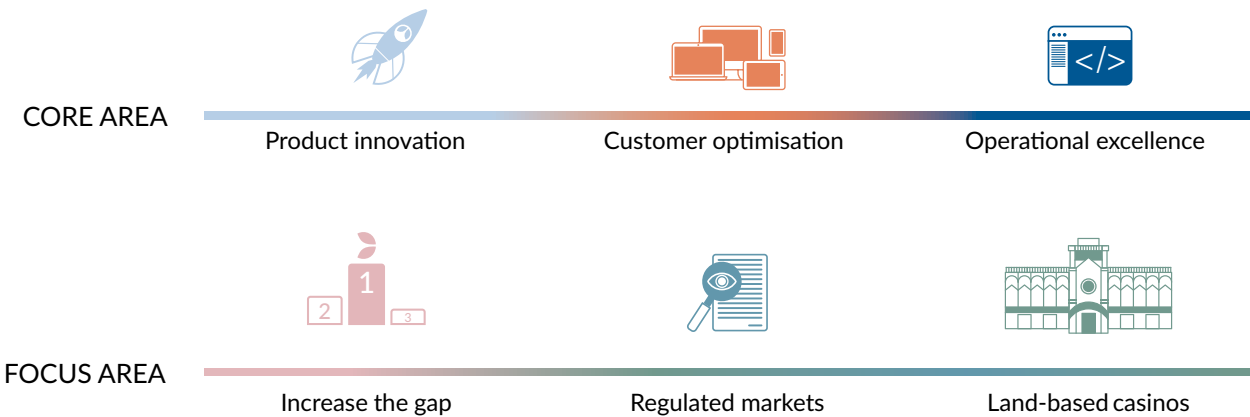 </>
CORE AREA
Product innovation
Customer optimisation
Operational excellence
1
2
3
FOCUS AREA
Increase the gap
Regulated markets
Land-based casinos